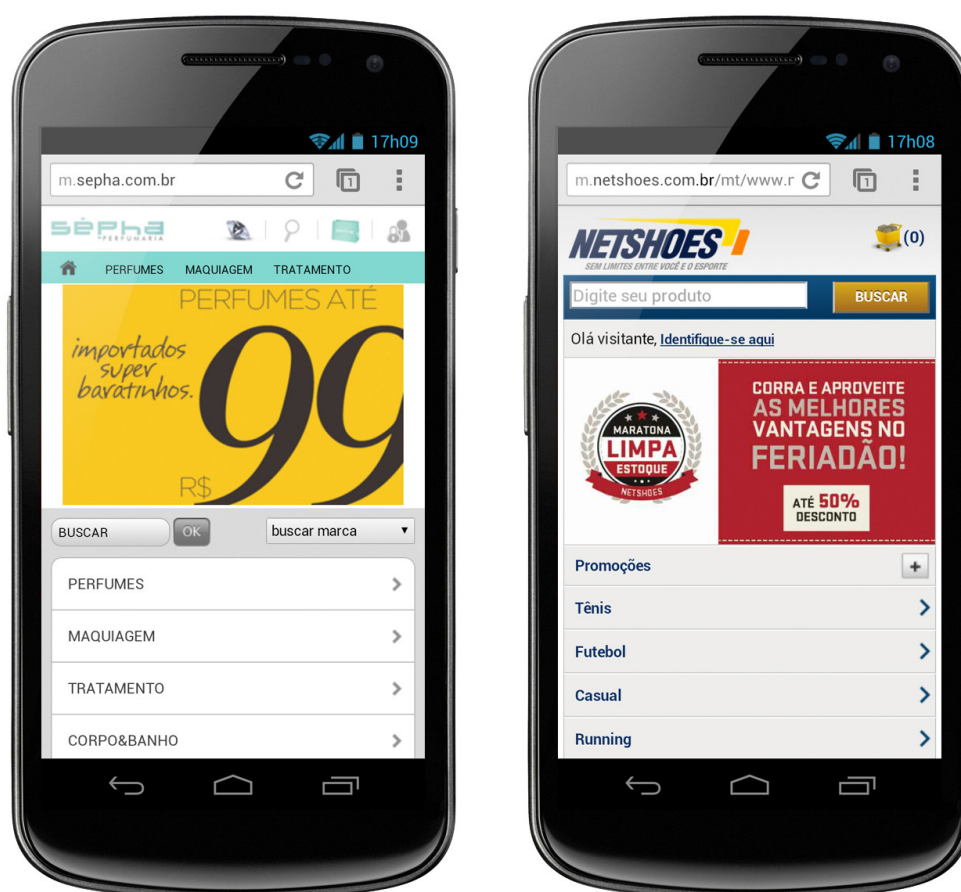 17h09
m.sepha.com.br
1
sépha
PERFUMARIA
PERFUMES MAQUIAGEM TRATAMENTO
PERFUMES ATÉ
importados
super
baratinhos.
99
R$
BUSCAR OK buscar marca
PERFUMES
MAQUIAGEM
TRATAMENTO
CORPO&BANHO
17h08
m.netshoes.com.br/mt/www.r
1
NETSHOES
SEM LIMITES ENTRE VOCÊ E O ESPORTE
(0)
Digite seu produto BUSCAR
Olá visitante, Identifique-se aqui
MARATONA
LIMPA
ESTOQUE
NETSHOES
CORRA E APROVEITE
AS MELHORES
VANTAGENS NO
FERIADÃO!
ATÉ 50%
DESCONTO
Promoções
Tênis
Futebol
Casual
Running